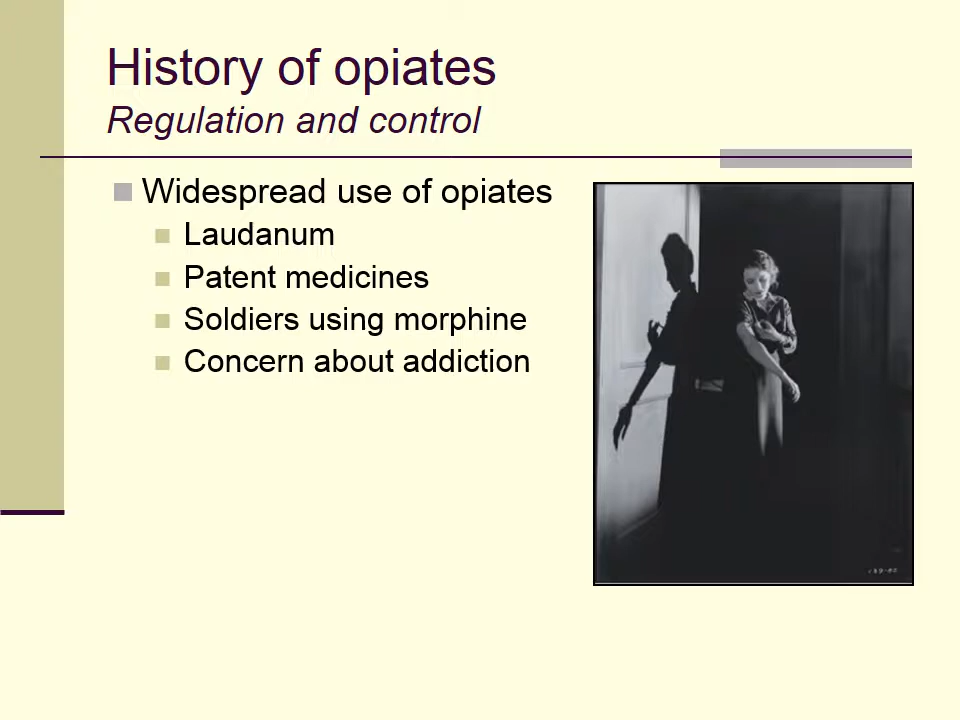 History of opiates
Regulation and control
Widespread use of opiates
Laudanum
Patent medicines
Soldiers using morphine
Concern about addiction